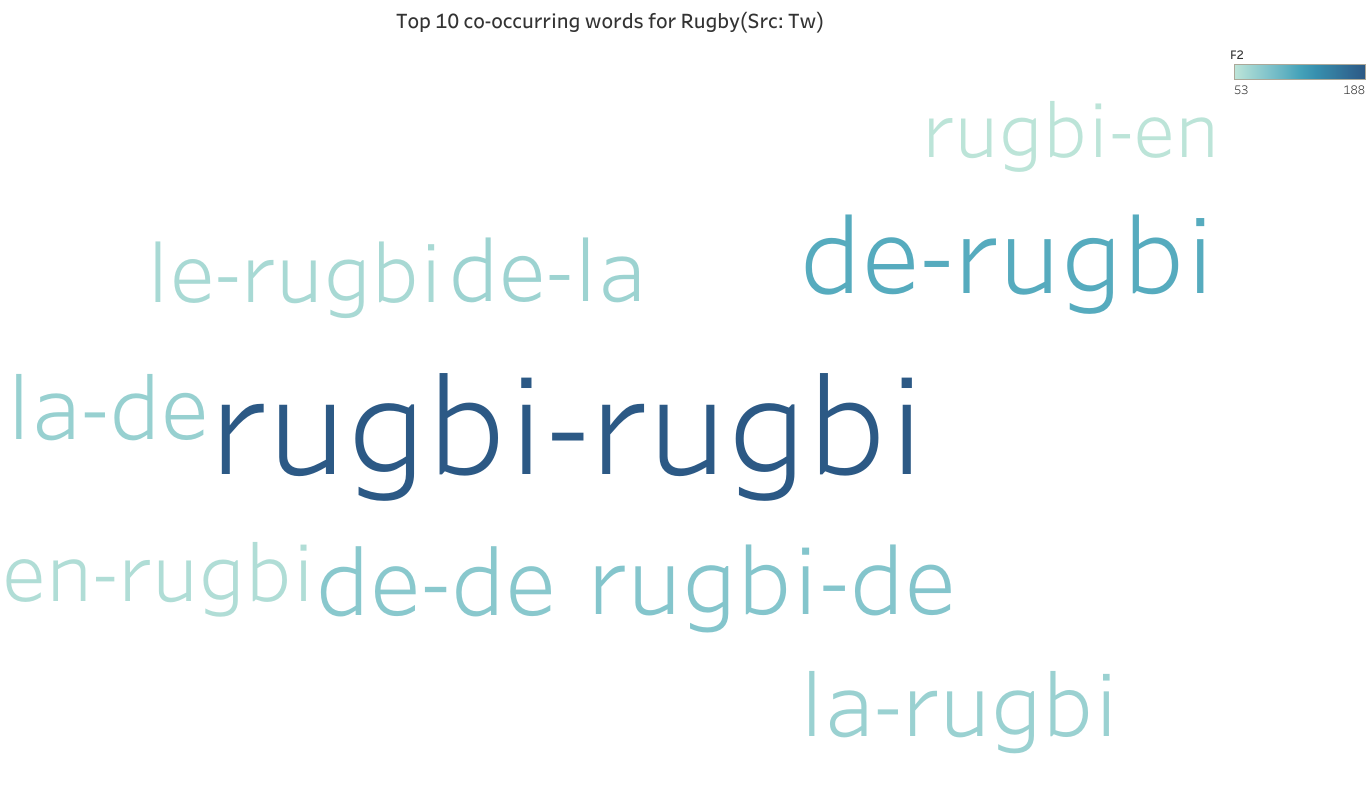 Top 10 co-occurring words for Rugby(Src: Tw)
F2
53 188
rugbi-en
de-rugbi
le-rugbi de-la
la-de rugbi-rugbi
en-rugbi de-de rugbi-de
la-rugbi